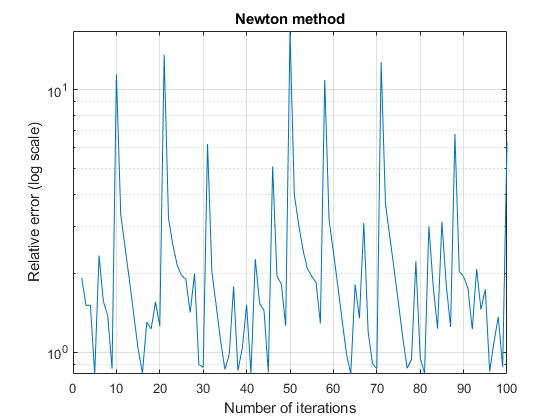 Newton method
Relative error (log scale)
10^1
10^0
0 10 20 30 40 50 60 70 80 90 100
Number of iterations